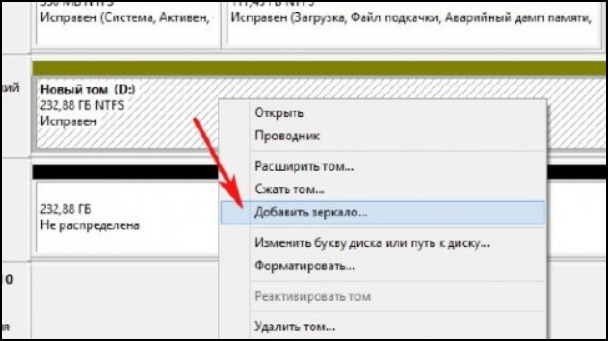 Исправен (Система, Активен,
Исправен (Загрузка, Файл подкачки, Аварийный дамп памяти,
Новый том (D:)
232,88 ГБ NTFS
Исправен
Открыть
Проводник
Расширить том...
Сжать том...
Добавить зеркало...
232,88 ГБ
Не распределена
Изменить букву диска или путь к диску...
Форматировать...
Реактивировать том
Удалить том...